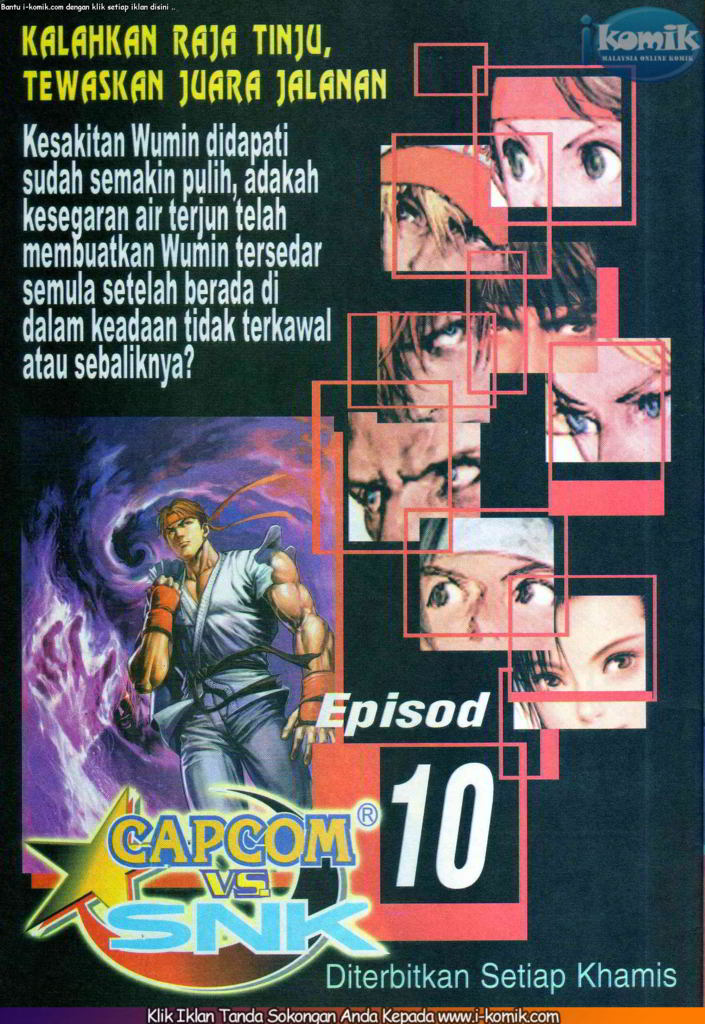 Bantu i-komik.com dengan klik setiap iklan disini ..
ikomik
MALAYSIA ONLINE KOMIK
KALAHKAN RAJA TINJU,
TEWASKAN JUARA JALANAN
Kesakitan Wumin didapati
sudah semakin pulih, adakah
kesegaran air terjun telah
membuatkan Wumin tersedar
semula setelah berada di
dalam keadaan tidak terkawal
atau sebaliknya?
Episod
10
CAPCOM®
VS.
SNK
Diterbitkan Setiap Khamis
Klik Iklan Tanda Sokongan Anda Kepada www.i-komik.com